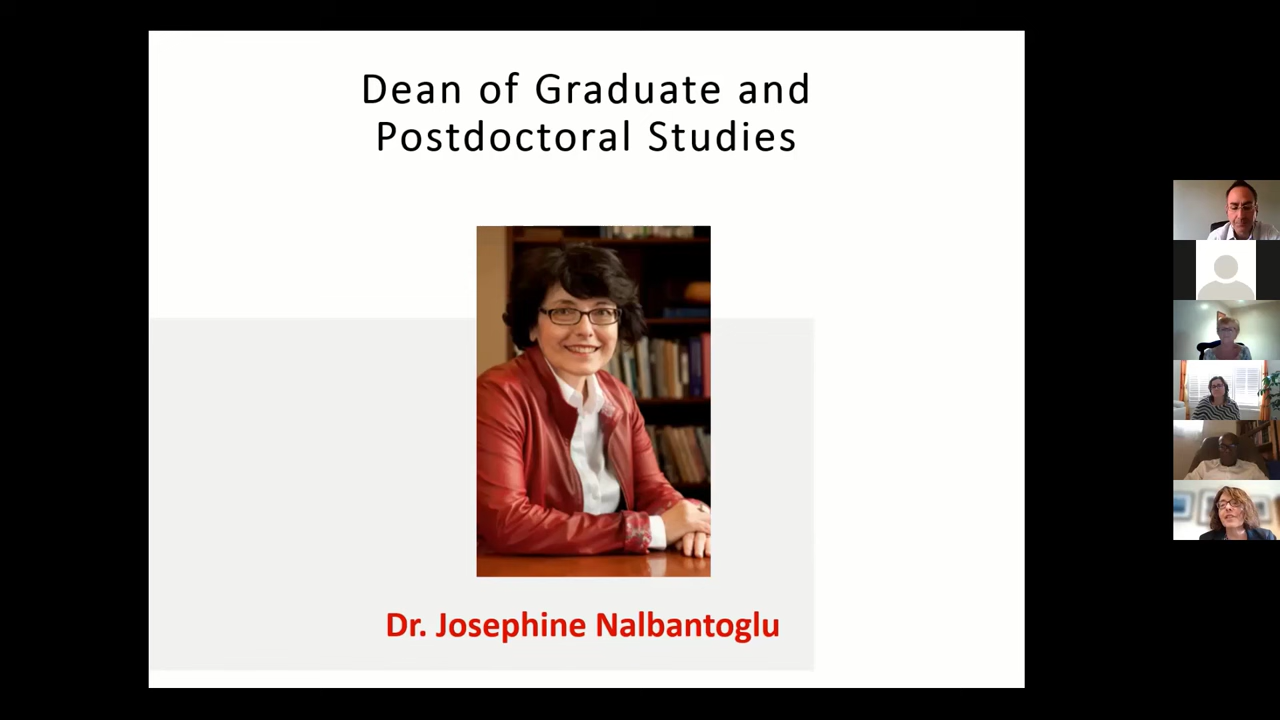 Dean of Graduate and
Postdoctoral Studies
Dr. Josephine Nalbantoglu